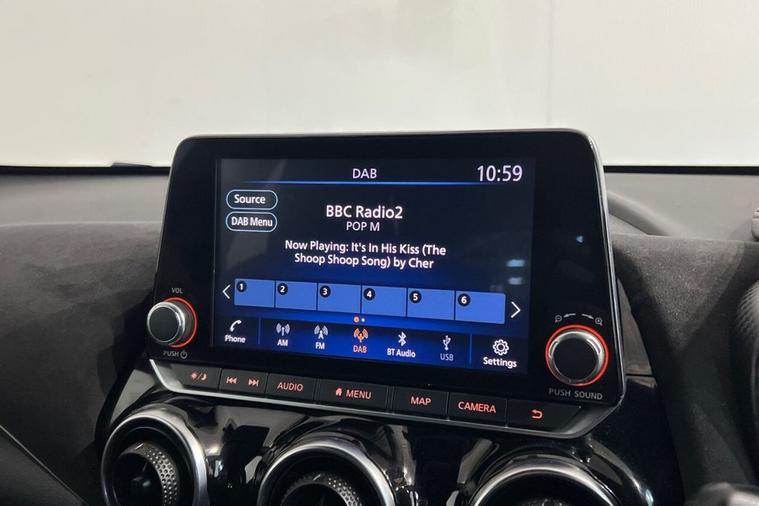 DAB
10:59
Source
DAB Menu
BBC Radio2
POP M
Now Playing: It's In His Kiss (The
Shoop Shoop Song) by Cher
1 2 3 4 5 6
Phone AM FM DAB BT Audio USB Settings
VOL
PUSH
PUSH SOUND
AUDIO MENU MAP CAMERA